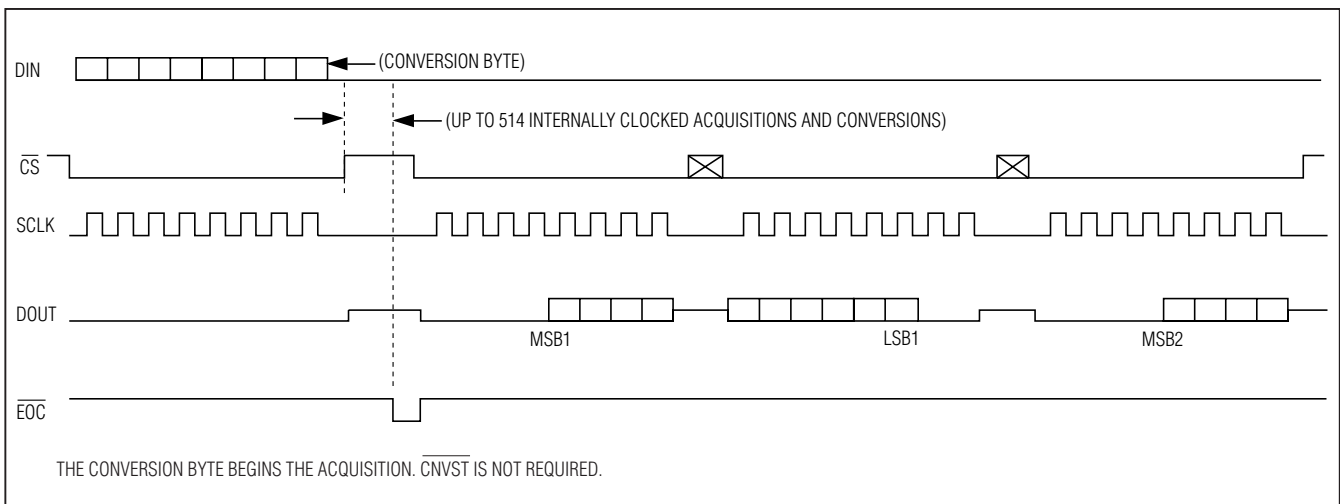 DIN
(CONVERSION BYTE)
(UP TO 514 INTERNALLY CLOCKED ACQUISITIONS AND CONVERSIONS)
CS
SCLK
DOUT
MSB1
LSB1
MSB2
EOC
THE CONVERSION BYTE BEGINS THE ACQUISITION. CNVST IS NOT REQUIRED.